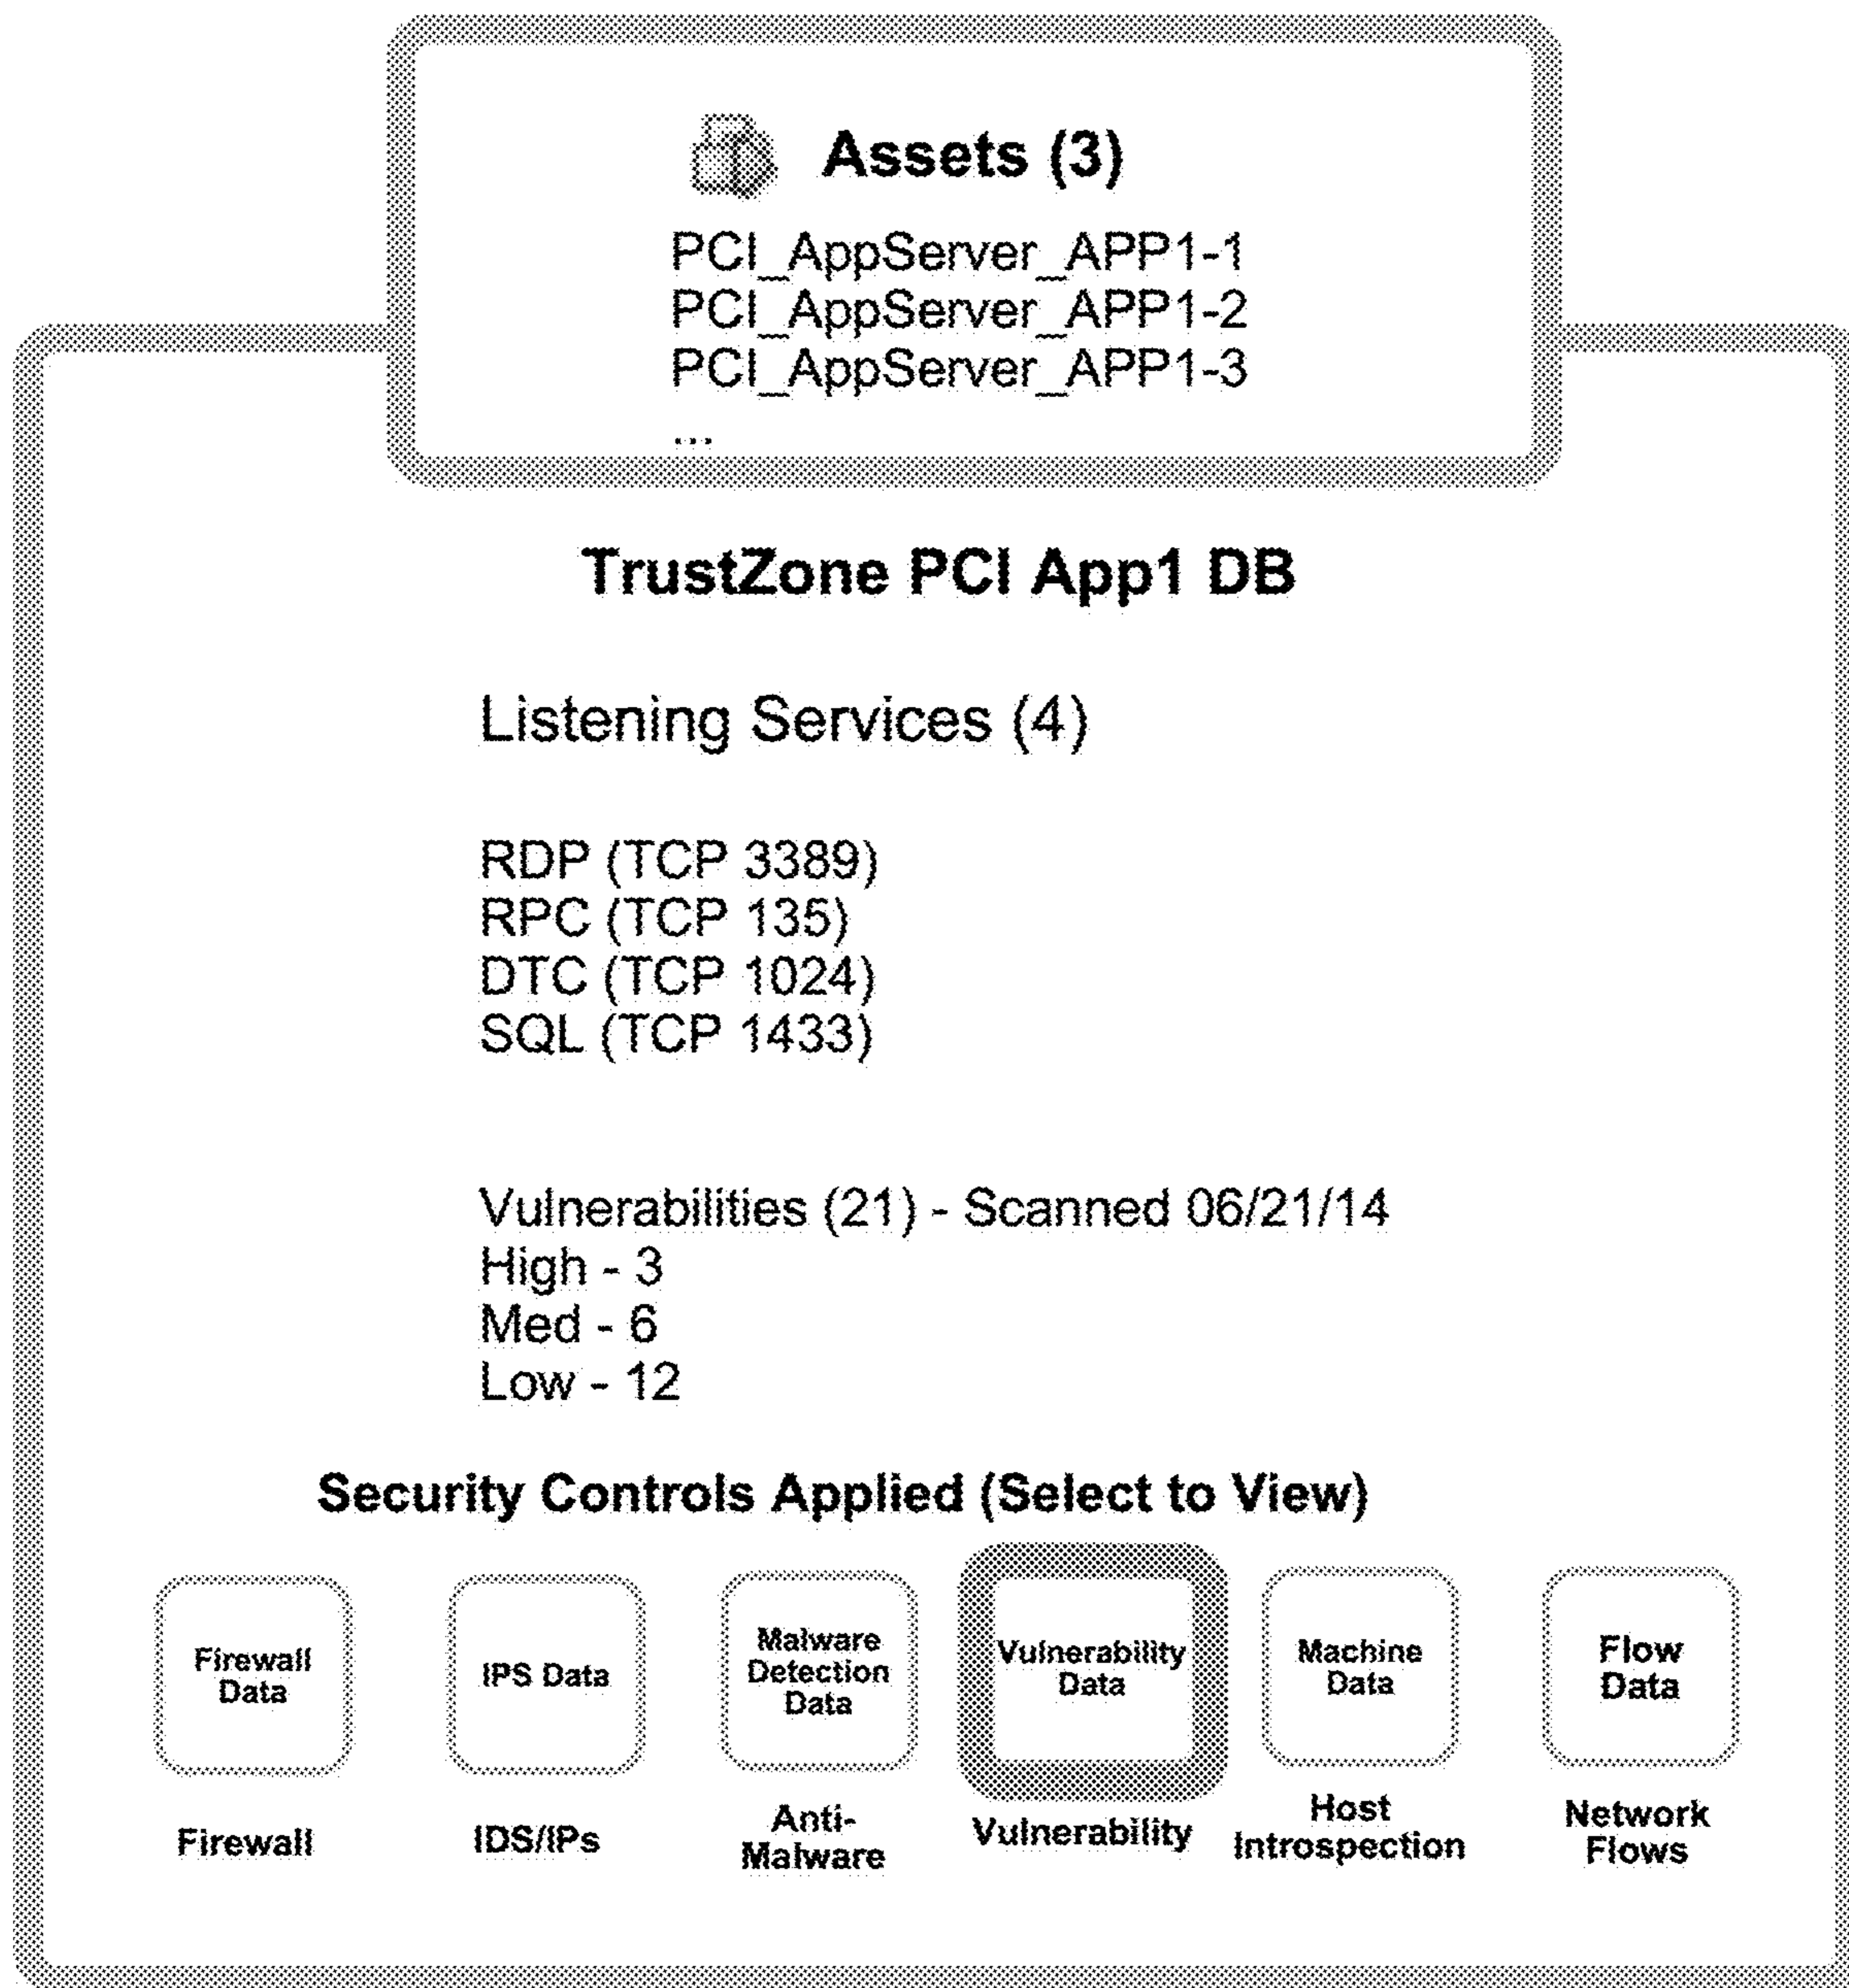 Assets (3)
PCI_AppServer_APP1-1
PCI_AppServer_APP1-2
PCI_AppServer_APP1-3
...
TrustZone PCI App1 DB
Listening Services (4)
RDP (TCP 3389)
RPC (TCP 135)
DTC (TCP 1024)
SQL (TCP 1433)
Vulnerabilities (21) - Scanned 06/21/14
High - 3
Med - 6
Low - 12
Security Controls Applied (Select to View)
Firewall
Data
IPS Data
Malware
Detection
Data
Vulnerability
Data
Machine
Data
Flow
Data
Firewall
IDS/IPs
Anti-
Malware
Vulnerability
Host
Introspection
Network
Flows